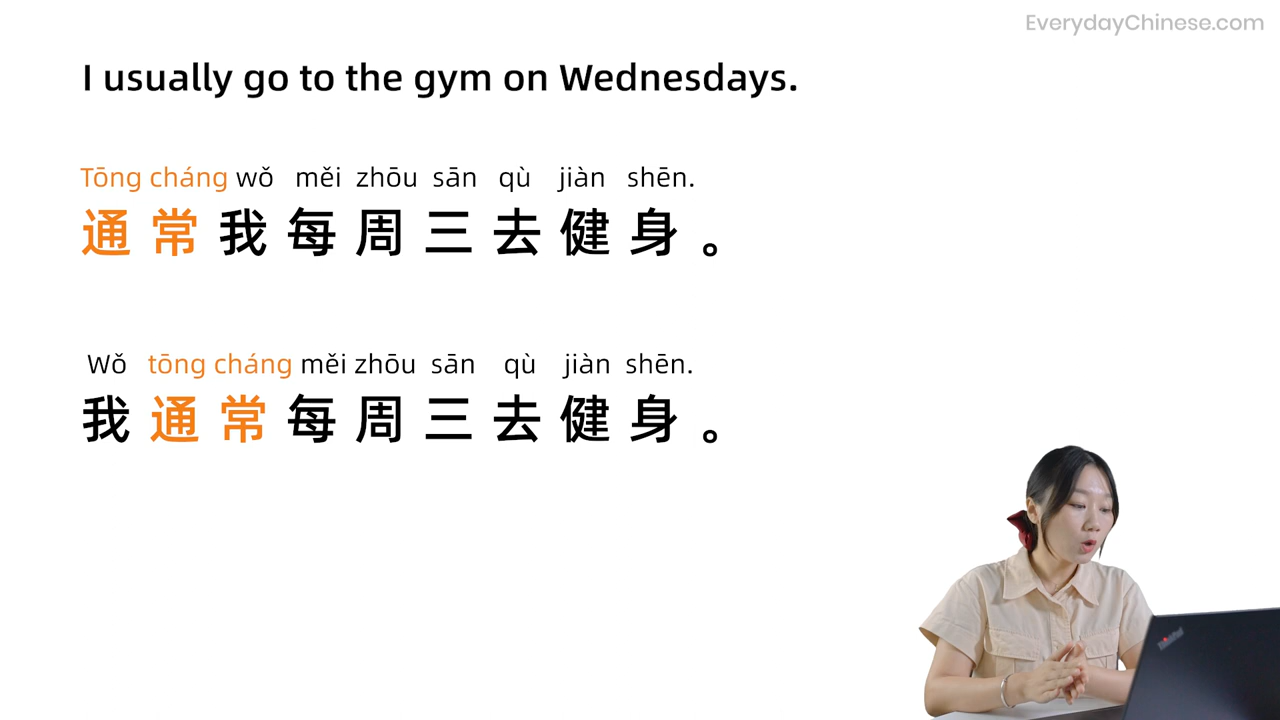 EverydayChinese.com
I usually go to the gym on Wednesdays.
Tōng cháng wǒ měi zhōu sān qù jiàn shēn.
通常我每周三去健身。
Wǒ tōng cháng měi zhōu sān qù jiàn shēn.
我通常每周三去健身。
ThinkPad